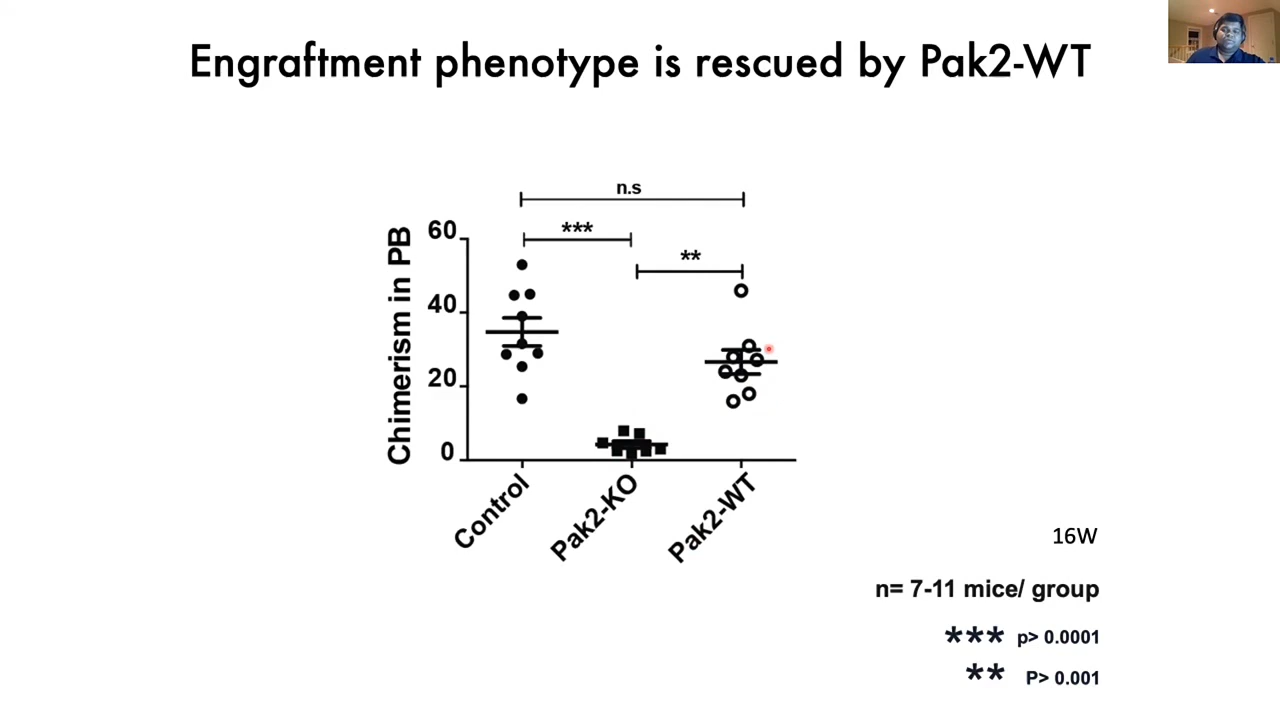 Engraftment phenotype is rescued by Pak2-WT
n.s
***
**
Chimerism in PB
60
40
20
0
Control
Pak2-KO
Pak2-WT
16W
n= 7-11 mice/ group
*** p> 0.0001
** P> 0.001